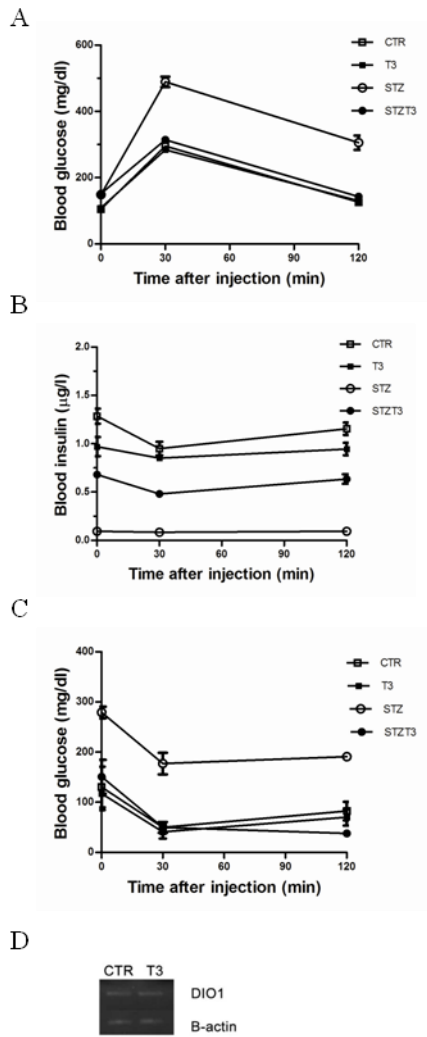 A
Blood glucose (mg/dl)
600
400
200
0
0 30 60 90 120
Time after injection (min)
CTR
T3
STZ
STZT3
B
Blood insulin (μg/l)
2.0
1.5
1.0
0.5
0.0
0 30 60 90 120
Time after injection (min)
CTR
T3
STZ
STZT3
C
Blood glucose (mg/dl)
400
300
200
100
0
0 30 60 90 120
Time after injection (min)
CTR
T3
STZ
STZT3
D
CTR T3
DIO1
B-actin